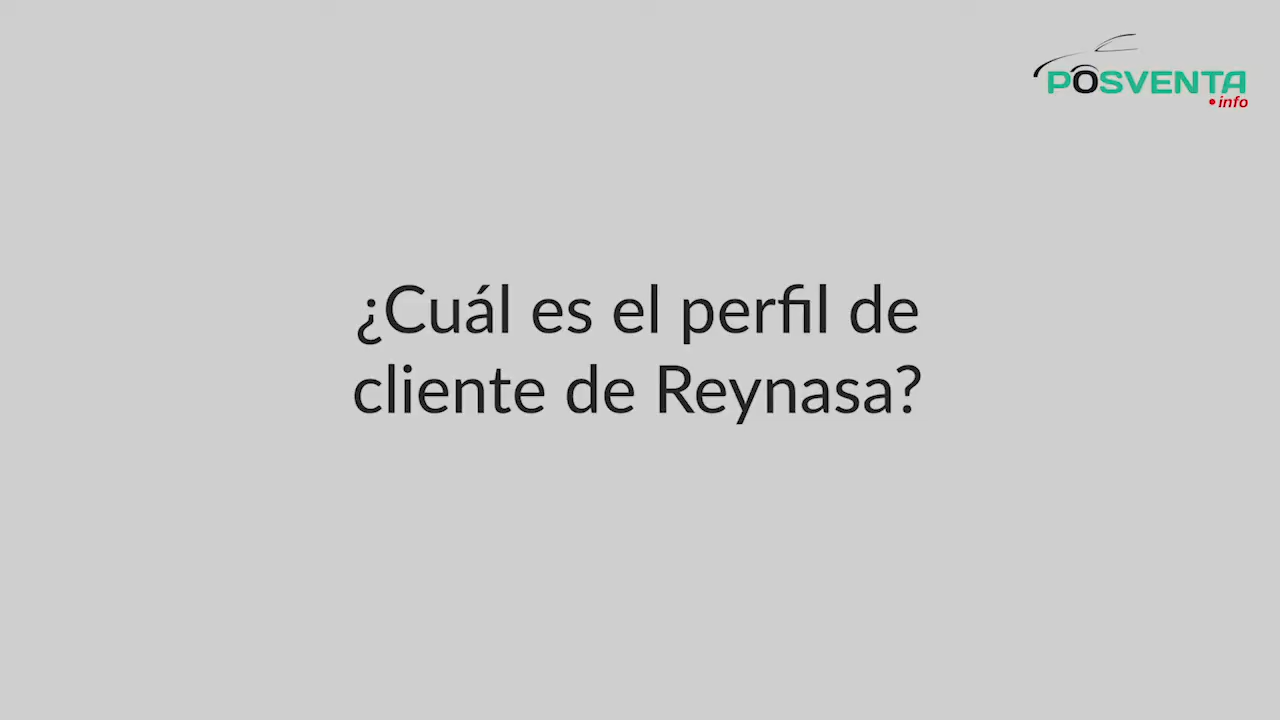 POSVENTA
•info
¿Cuál es el perfil de
cliente de Reynasa?